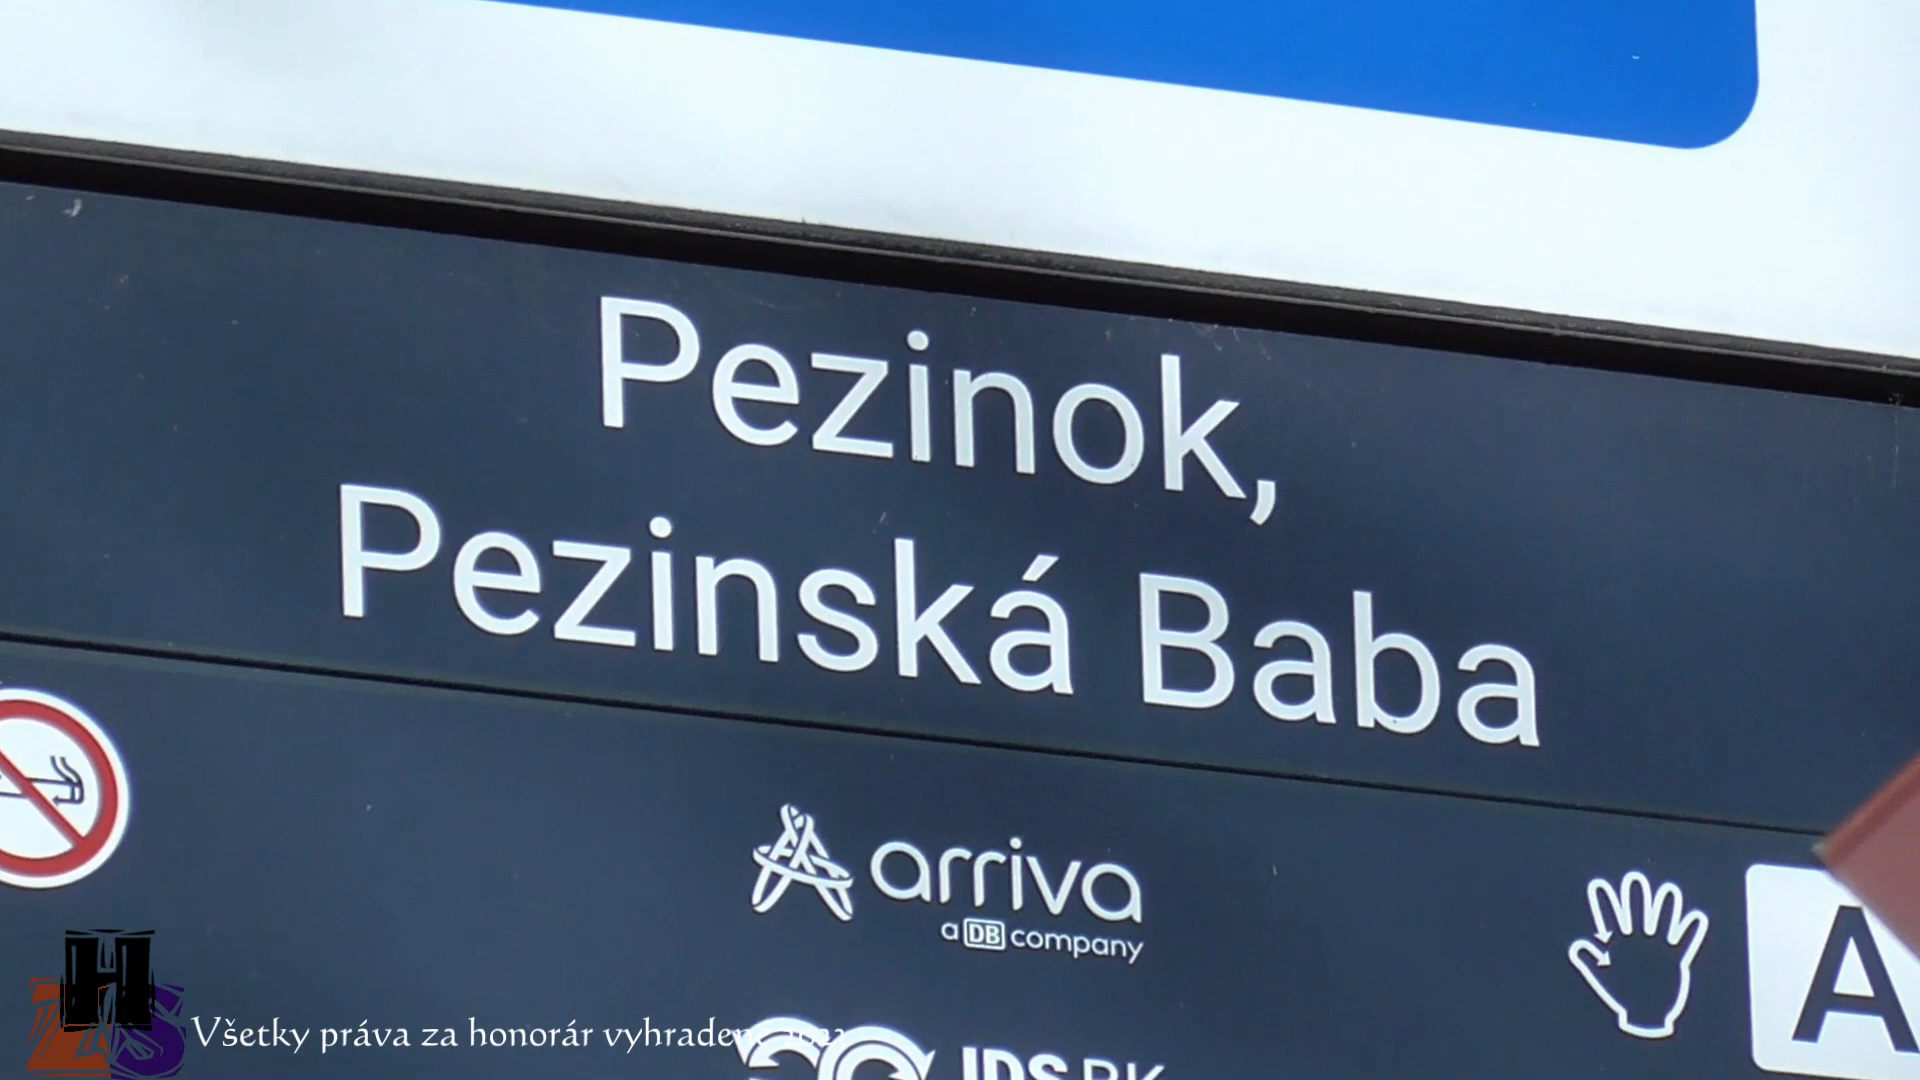 Pezinok,
Pezinská Baba
arriva
a DB company
A
IDS BK
Všetky práva za honorár vyhradené